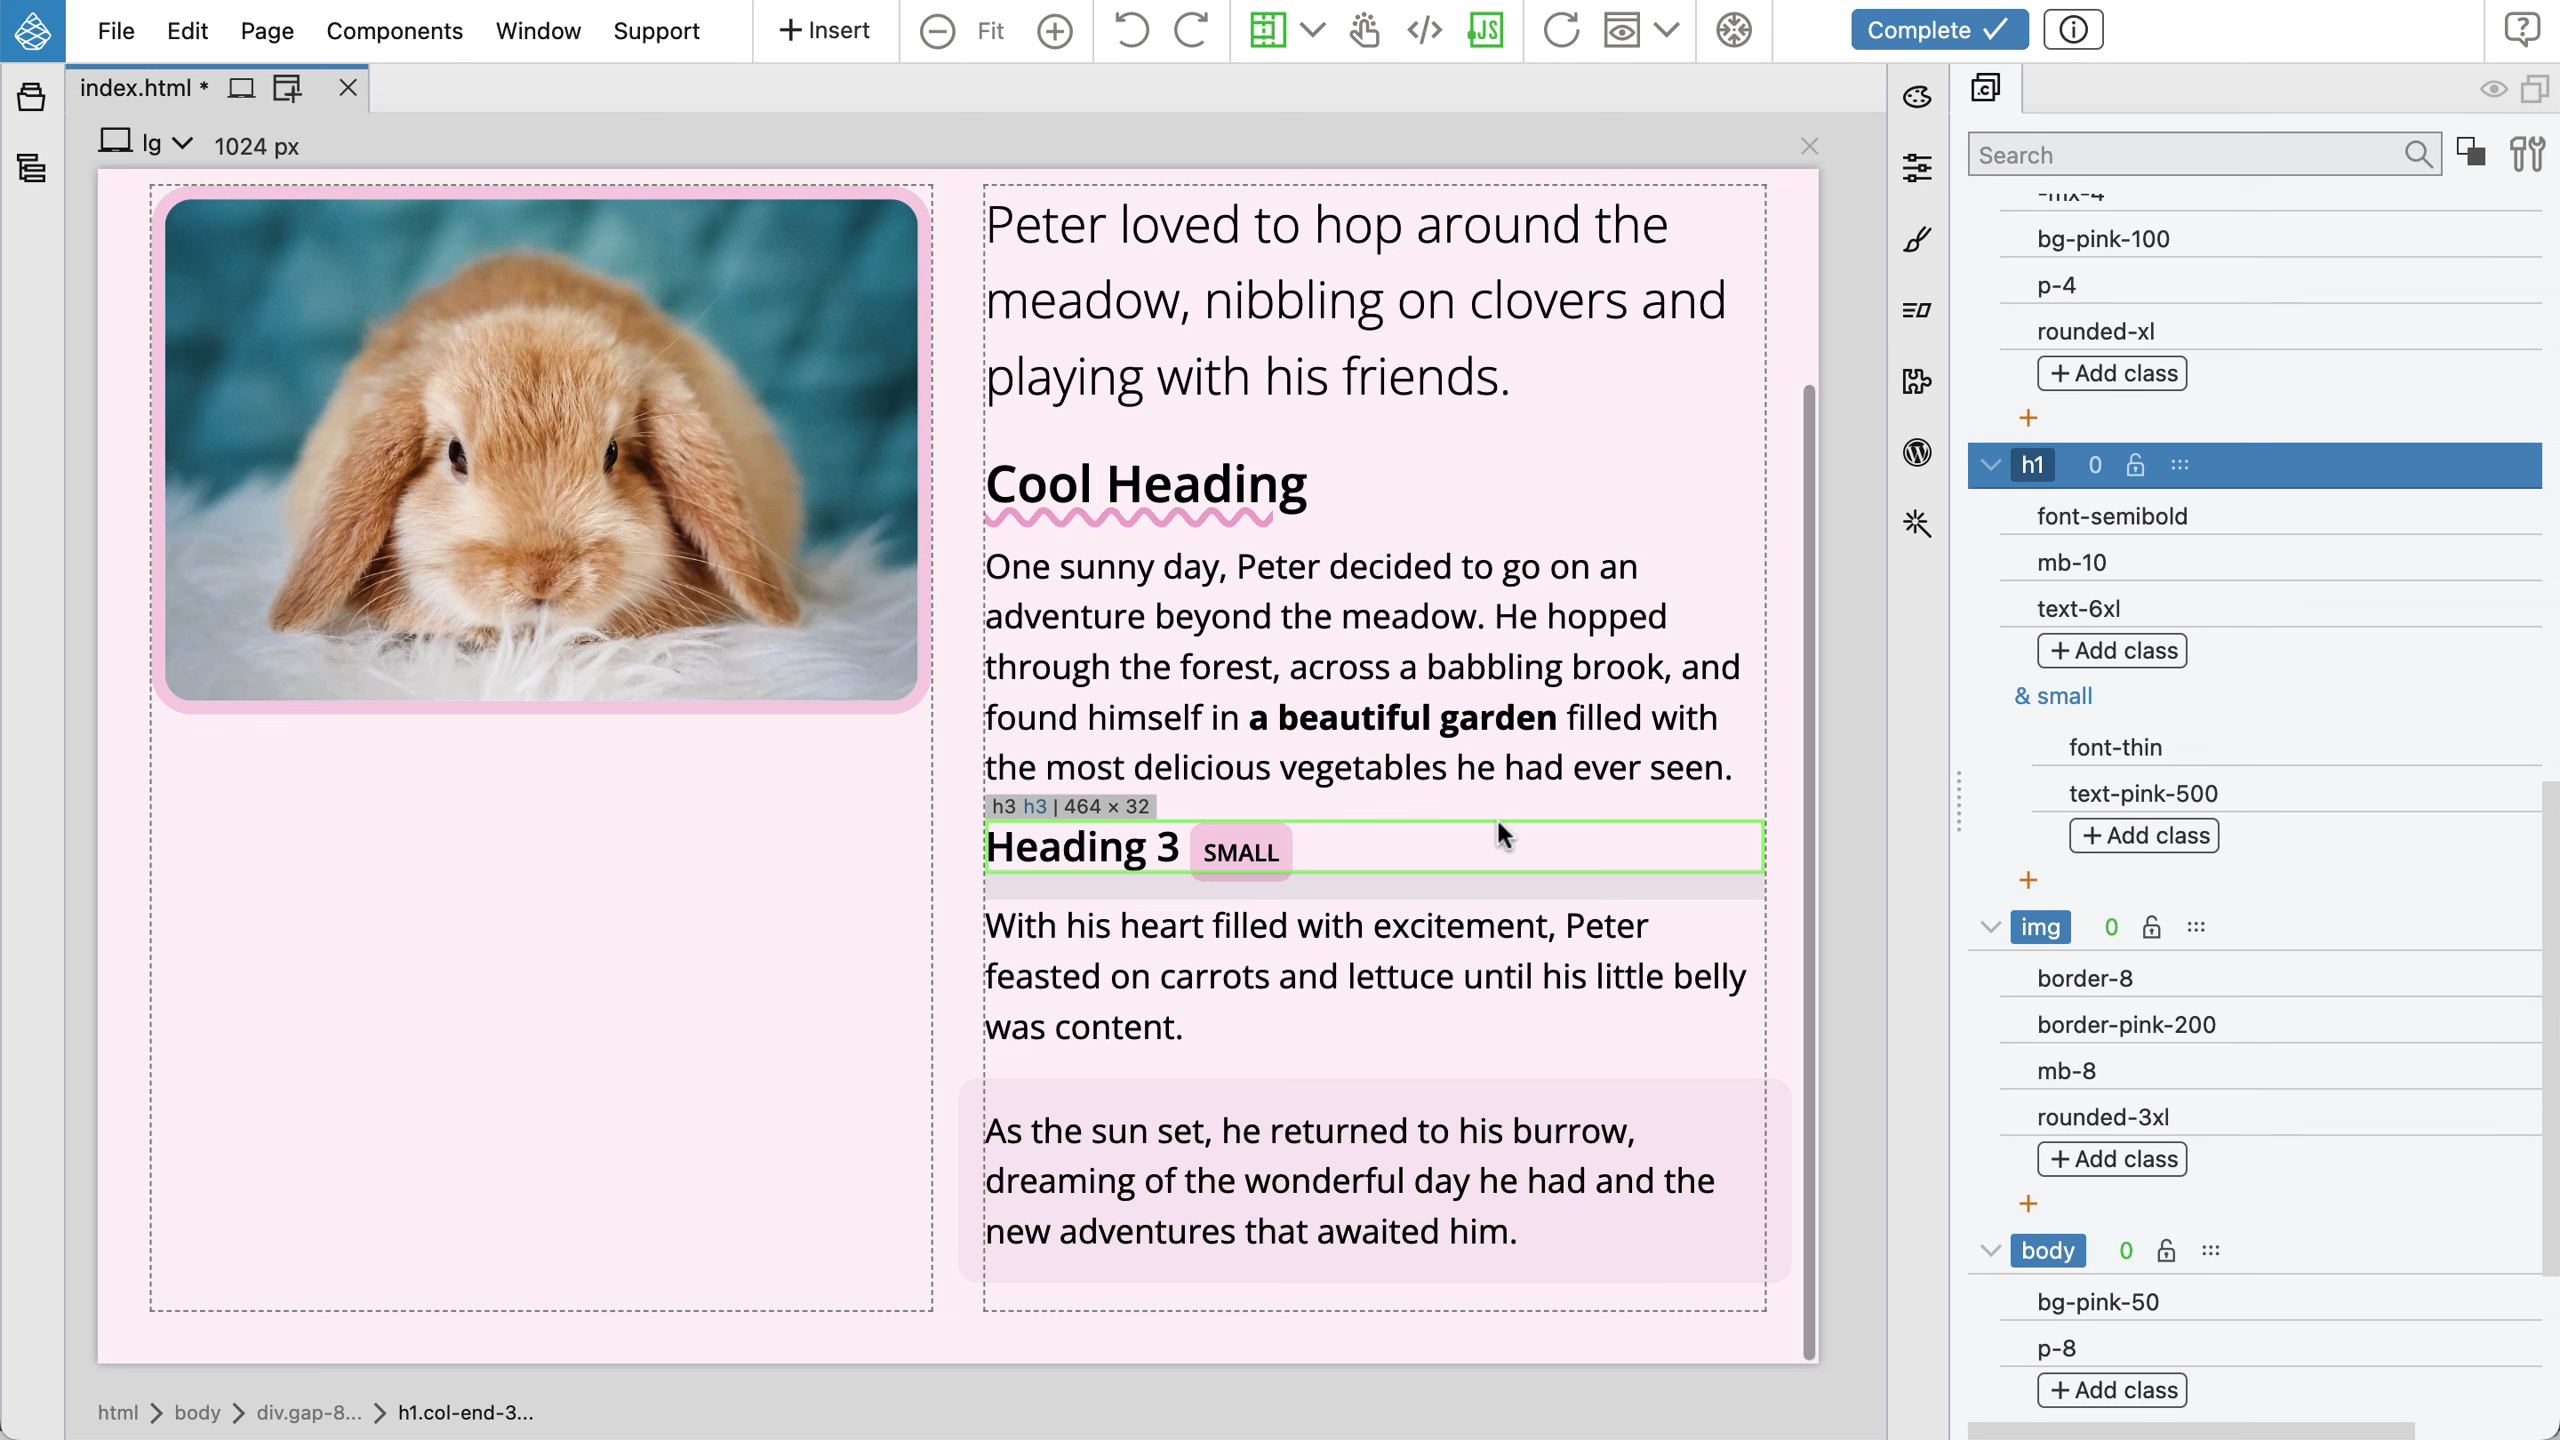 File Edit Page Components Window Support + Insert Fit JS Complete
index.html *
lg 1024 px
Peter loved to hop around the
meadow, nibbling on clovers and
playing with his friends.
Cool Heading
One sunny day, Peter decided to go on an
adventure beyond the meadow. He hopped
through the forest, across a babbling brook, and
found himself in a beautiful garden filled with
the most delicious vegetables he had ever seen.
h3 h3 | 464 × 32
Heading 3 SMALL
With his heart filled with excitement, Peter
feasted on carrots and lettuce until his little belly
was content.
As the sun set, he returned to his burrow,
dreaming of the wonderful day he had and the
new adventures that awaited him.
html body div.gap-8... h1.col-end-3...
Search
-mx-4
bg-pink-100
p-4
rounded-xl
+ Add class
+
h1 0
font-semibold
mb-10
text-6xl
+ Add class
& small
font-thin
text-pink-500
+ Add class
+
img 0
border-8
border-pink-200
mb-8
rounded-3xl
+ Add class
+
body 0
bg-pink-50
p-8
+ Add class